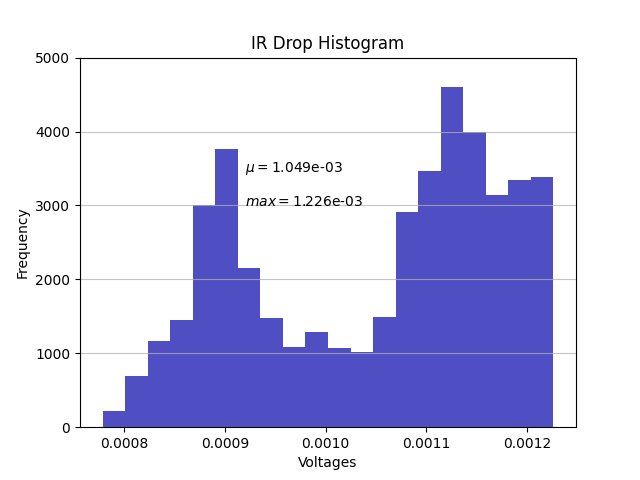 IR Drop Histogram
5000
4000
3000
2000
1000
0
Frequency
μ = 1.049e-03
max = 1.226e-03
0.0008 0.0009 0.0010 0.0011 0.0012
Voltages